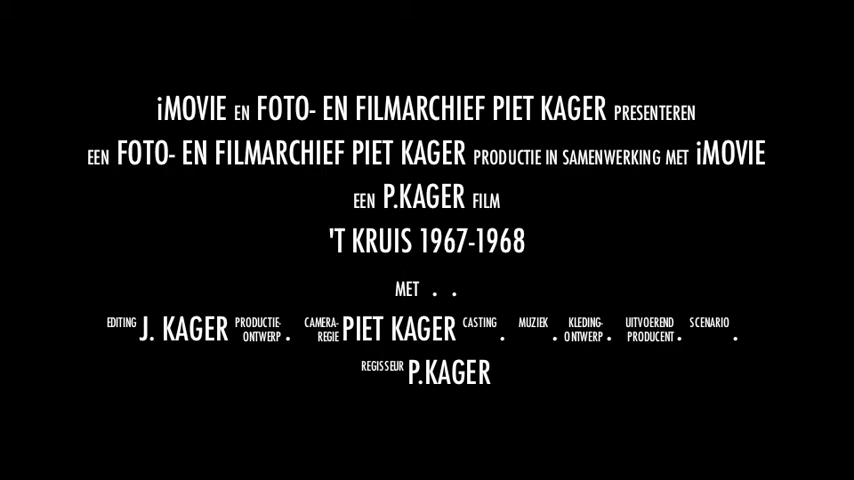 iMOVIE EN FOTO- EN FILMARCHIEF PIET KAGER PRESENTEREN
EEN FOTO- EN FILMARCHIEF PIET KAGER PRODUCTIE IN SAMENWERKING MET iMOVIE
EEN P.KAGER FILM
'T KRUIS 1967-1968
MET . .
EDITING J. KAGER PRODUCTIE-ONTWERP . CAMERA-REGIE PIET KAGER CASTING . MUZIEK . KLEDING-ONTWERP . UITVOEREND PRODUCENT . SCENARIO .
REGISSEUR P.KAGER